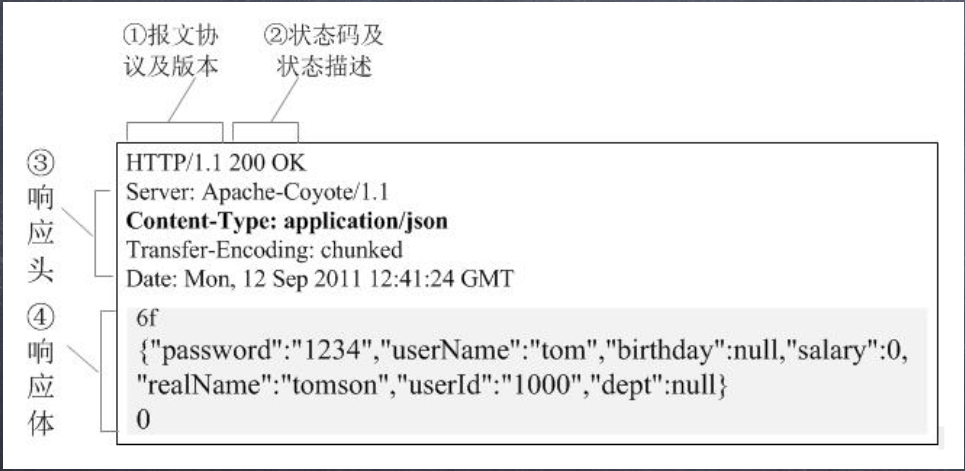 ①报文协
议及版本
②状态码及
状态描述
③
响
应
头
HTTP/1.1 200 OK
Server: Apache-Coyote/1.1
Content-Type: application/json
Transfer-Encoding: chunked
Date: Mon, 12 Sep 2011 12:41:24 GMT
④
响
应
体
6f
{"password":"1234","userName":"tom","birthday":null,"salary":0,
"realName":"tomson","userId":"1000","dept":null}
0